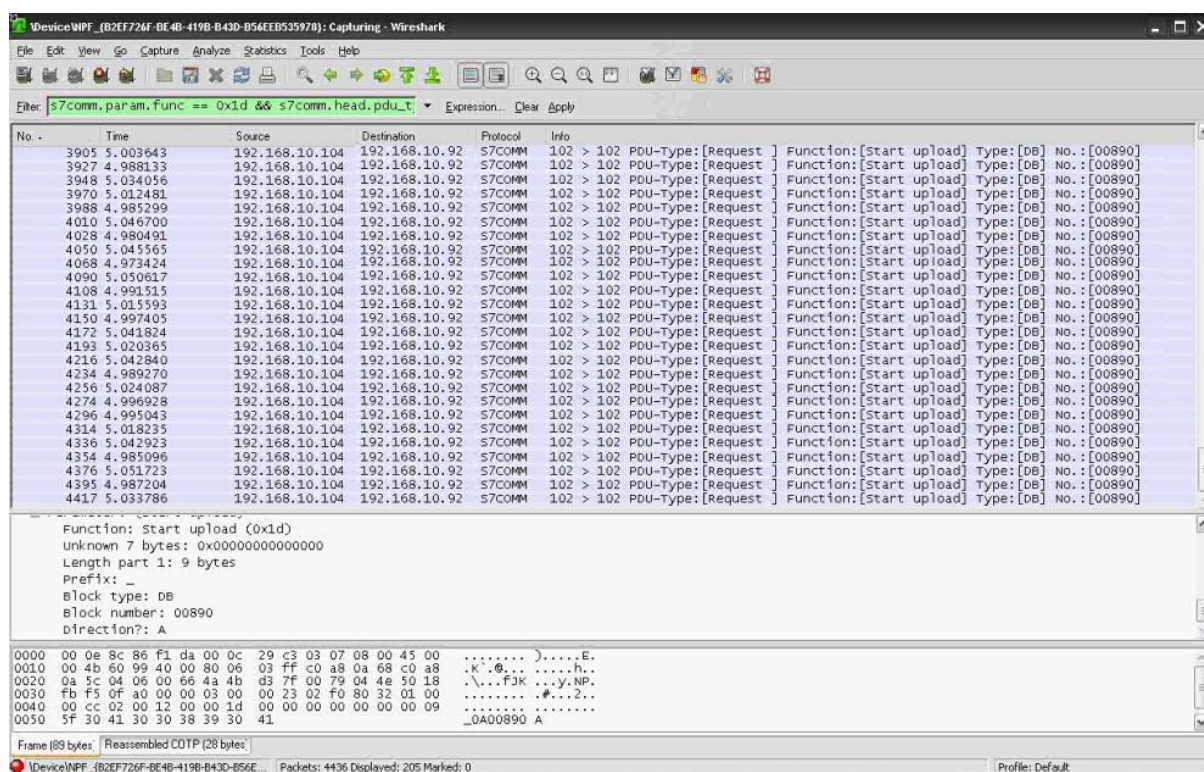 \Device\NPF_{B2EF726F-BE4B-419B-B43D-B56EEB535978}: Capturing - Wireshark
File Edit View Go Capture Analyze Statistics Tools Help
Filter: s7comm.param.func == 0x1d && s7comm.head.pdu_t Expression... Clear Apply
No. - Time Source Destination Protocol Info
3905 5.003643 192.168.10.104 192.168.10.92 S7COMM 102 > 102 PDU-Type:[Request ] Function:[Start upload] Type:[DB] No.:[00890]
3927 4.988133 192.168.10.104 192.168.10.92 S7COMM 102 > 102 PDU-Type:[Request ] Function:[Start upload] Type:[DB] No.:[00890]
3948 5.034056 192.168.10.104 192.168.10.92 S7COMM 102 > 102 PDU-Type:[Request ] Function:[Start upload] Type:[DB] No.:[00890]
3970 5.012481 192.168.10.104 192.168.10.92 S7COMM 102 > 102 PDU-Type:[Request ] Function:[Start upload] Type:[DB] No.:[00890]
3988 4.985299 192.168.10.104 192.168.10.92 S7COMM 102 > 102 PDU-Type:[Request ] Function:[Start upload] Type:[DB] No.:[00890]
4010 5.046700 192.168.10.104 192.168.10.92 S7COMM 102 > 102 PDU-Type:[Request ] Function:[Start upload] Type:[DB] No.:[00890]
4028 4.980491 192.168.10.104 192.168.10.92 S7COMM 102 > 102 PDU-Type:[Request ] Function:[Start upload] Type:[DB] No.:[00890]
4050 5.045565 192.168.10.104 192.168.10.92 S7COMM 102 > 102 PDU-Type:[Request ] Function:[Start upload] Type:[DB] No.:[00890]
4068 4.973424 192.168.10.104 192.168.10.92 S7COMM 102 > 102 PDU-Type:[Request ] Function:[Start upload] Type:[DB] No.:[00890]
4090 5.050617 192.168.10.104 192.168.10.92 S7COMM 102 > 102 PDU-Type:[Request ] Function:[Start upload] Type:[DB] No.:[00890]
4108 4.991515 192.168.10.104 192.168.10.92 S7COMM 102 > 102 PDU-Type:[Request ] Function:[Start upload] Type:[DB] No.:[00890]
4131 5.015593 192.168.10.104 192.168.10.92 S7COMM 102 > 102 PDU-Type:[Request ] Function:[Start upload] Type:[DB] No.:[00890]
4150 4.997405 192.168.10.104 192.168.10.92 S7COMM 102 > 102 PDU-Type:[Request ] Function:[Start upload] Type:[DB] No.:[00890]
4172 5.041824 192.168.10.104 192.168.10.92 S7COMM 102 > 102 PDU-Type:[Request ] Function:[Start upload] Type:[DB] No.:[00890]
4193 5.020365 192.168.10.104 192.168.10.92 S7COMM 102 > 102 PDU-Type:[Request ] Function:[Start upload] Type:[DB] No.:[00890]
4216 5.042840 192.168.10.104 192.168.10.92 S7COMM 102 > 102 PDU-Type:[Request ] Function:[Start upload] Type:[DB] No.:[00890]
4234 4.989270 192.168.10.104 192.168.10.92 S7COMM 102 > 102 PDU-Type:[Request ] Function:[Start upload] Type:[DB] No.:[00890]
4256 5.024087 192.168.10.104 192.168.10.92 S7COMM 102 > 102 PDU-Type:[Request ] Function:[Start upload] Type:[DB] No.:[00890]
4274 4.996928 192.168.10.104 192.168.10.92 S7COMM 102 > 102 PDU-Type:[Request ] Function:[Start upload] Type:[DB] No.:[00890]
4296 4.995043 192.168.10.104 192.168.10.92 S7COMM 102 > 102 PDU-Type:[Request ] Function:[Start upload] Type:[DB] No.:[00890]
4314 5.018235 192.168.10.104 192.168.10.92 S7COMM 102 > 102 PDU-Type:[Request ] Function:[Start upload] Type:[DB] No.:[00890]
4336 5.042923 192.168.10.104 192.168.10.92 S7COMM 102 > 102 PDU-Type:[Request ] Function:[Start upload] Type:[DB] No.:[00890]
4354 4.985096 192.168.10.104 192.168.10.92 S7COMM 102 > 102 PDU-Type:[Request ] Function:[Start upload] Type:[DB] No.:[00890]
4376 5.051723 192.168.10.104 192.168.10.92 S7COMM 102 > 102 PDU-Type:[Request ] Function:[Start upload] Type:[DB] No.:[00890]
4395 4.987204 192.168.10.104 192.168.10.92 S7COMM 102 > 102 PDU-Type:[Request ] Function:[Start upload] Type:[DB] No.:[00890]
4417 5.033786 192.168.10.104 192.168.10.92 S7COMM 102 > 102 PDU-Type:[Request ] Function:[Start upload] Type:[DB] No.:[00890]
Function: Start upload (0x1d)
Unknown 7 bytes: 0x00000000000000
Length part 1: 9 bytes
Prefix: _
Block type: DB
Block number: 00890
Direction?: A
0000 00 0e 8c 86 f1 da 00 0c 29 c3 03 07 08 00 45 00 ........ ).....E.
0010 00 4b 60 99 40 00 80 06 03 ff c0 a8 0a 68 c0 a8 .K`.@... .....h..
0020 0a 5c 04 06 00 66 4a 4b d3 7f 00 79 04 4e 50 18 .\...fJK ...y.NP.
0030 fb f5 0f a0 00 00 03 00 00 23 02 f0 80 32 01 00 ........ .#...2..
0040 00 cc 02 00 12 00 00 1d 00 00 00 00 00 00 00 09 ........ ........
0050 5f 30 41 30 30 38 39 30 41 _0A00890 A
Frame (89 bytes) Reassembled COTP (28 bytes)
\Device\NPF_{B2EF726F-BE4B-419B-B43D-B56E... Packets: 4436 Displayed: 205 Marked: 0 Profile: Default